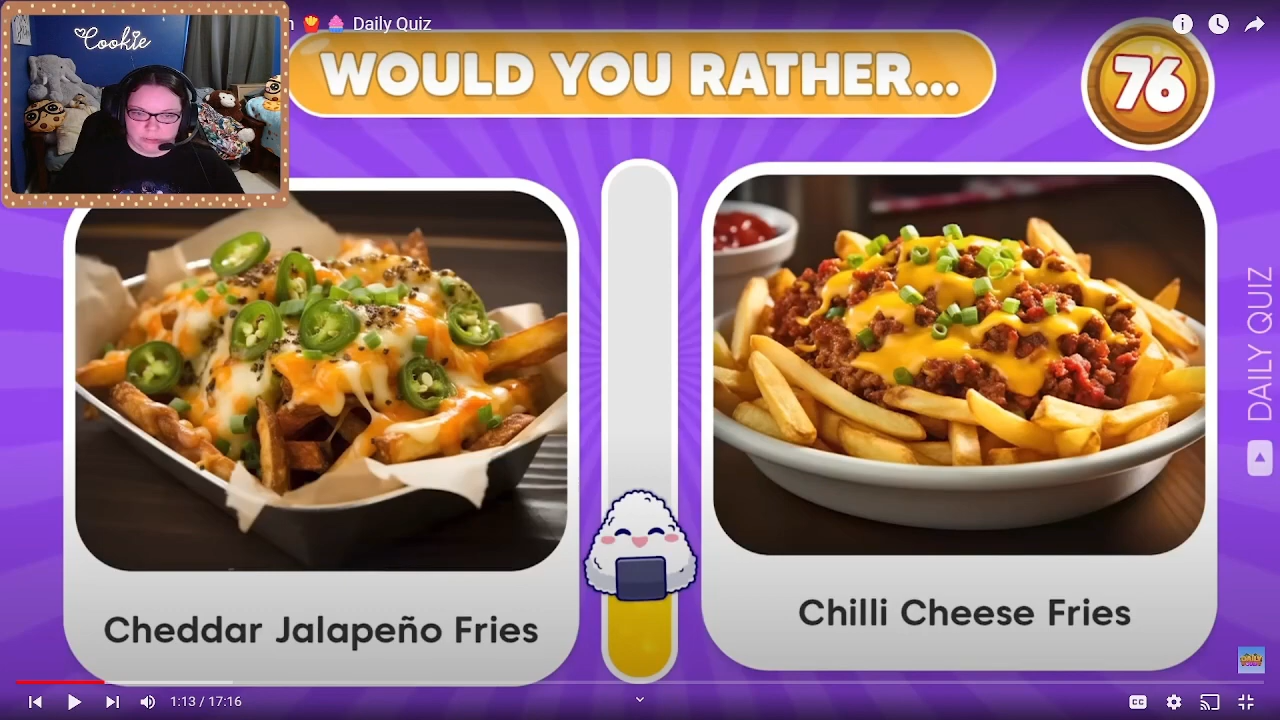 Cookie
Daily Quiz
WOULD YOU RATHER...
76
Cheddar Jalapeño Fries
Chilli Cheese Fries
DAILY QUIZ
1:13 / 17:16
CC